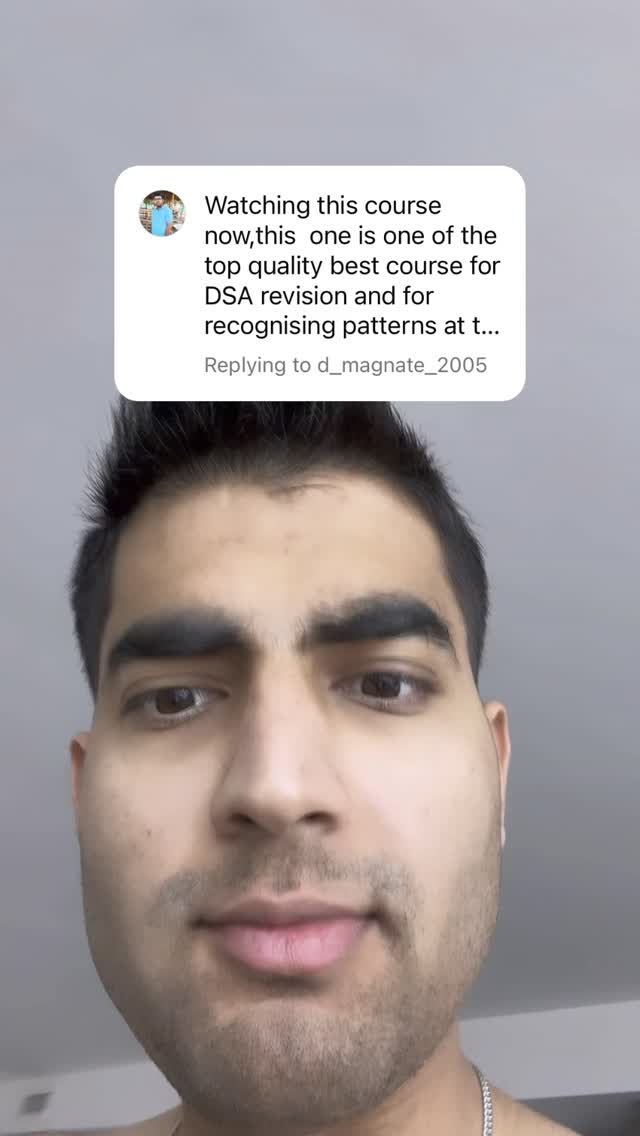 Watching this course
now,this  one is one of the
top quality best course for
DSA revision and for
recognising patterns at t...
Replying to d_magnate_2005